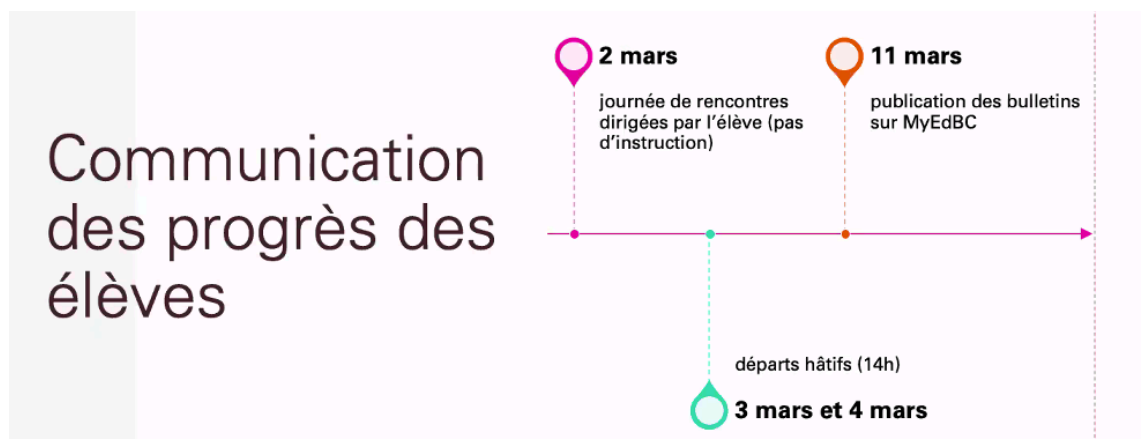 Communication
des progrès des
élèves
2 mars
journée de rencontres
dirigées par l'élève (pas
d'instruction)
départs hâtifs (14h)
3 mars et 4 mars
11 mars
publication des bulletins
sur MyEdBC